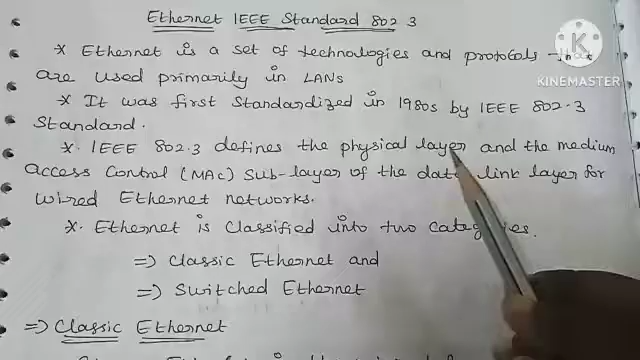 Ethernet IEEE Standard 802 3
* Ethernet is a set of technologies and protocols that
are used primarily in LANs
KINEMASTER
* It was first standardized in 1980s by IEEE 802.3
Standard.
* IEEE 802.3 defines the physical layer and the medium
access control (MAC) sub-layer of the data link layer for
wired Ethernet networks.
* Ethernet is classified into two categories.
=) Classic Ethernet and
=) Switched Ethernet
=) Classic Ethernet